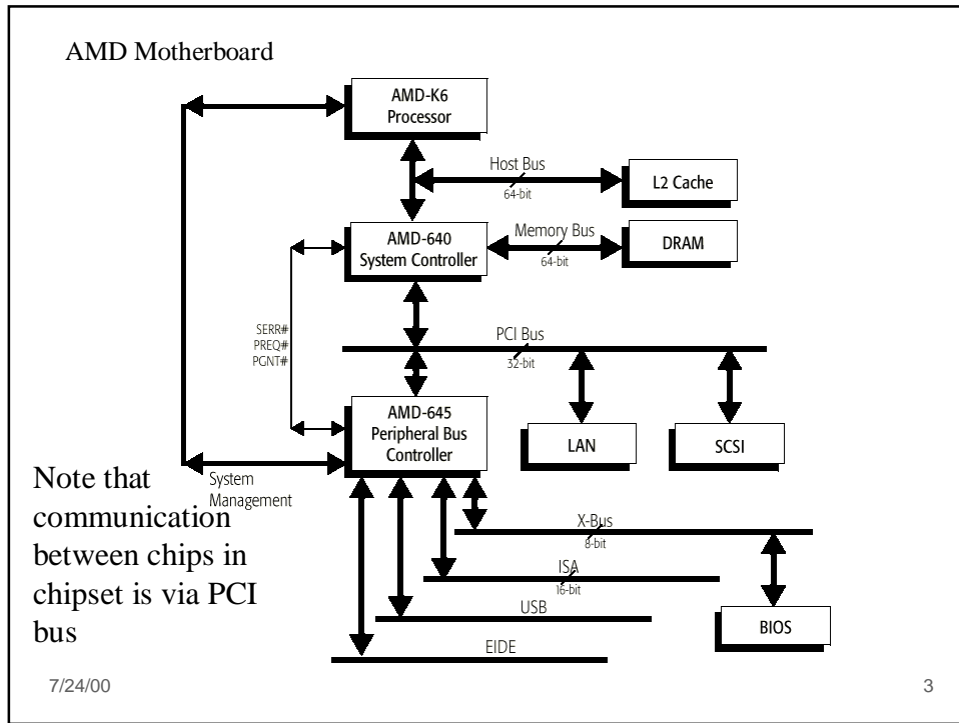 AMD Motherboard
AMD-K6
Processor
Host Bus
64-bit
L2 Cache
AMD-640
System Controller
Memory Bus
64-bit
DRAM
SERR#
PREQ#
PGNT#
PCI Bus
32-bit
AMD-645
Peripheral Bus
Controller
LAN
SCSI
System
Management
Note that
communication
between chips in
chipset is via PCI
bus
X-Bus
8-bit
ISA
16-bit
USB
EIDE
BIOS
7/24/00
3